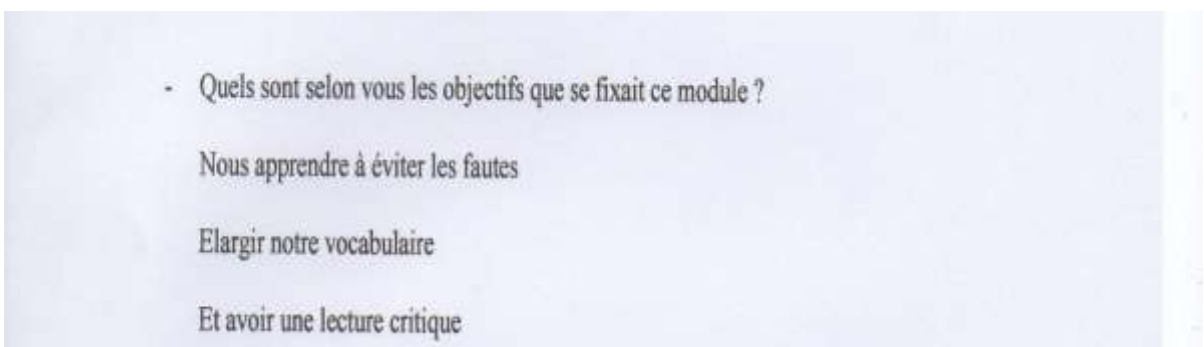 - Quels sont selon vous les objectifs que se fixait ce module ?
Nous apprendre à éviter les fautes
Elargir notre vocabulaire
Et avoir une lecture critique